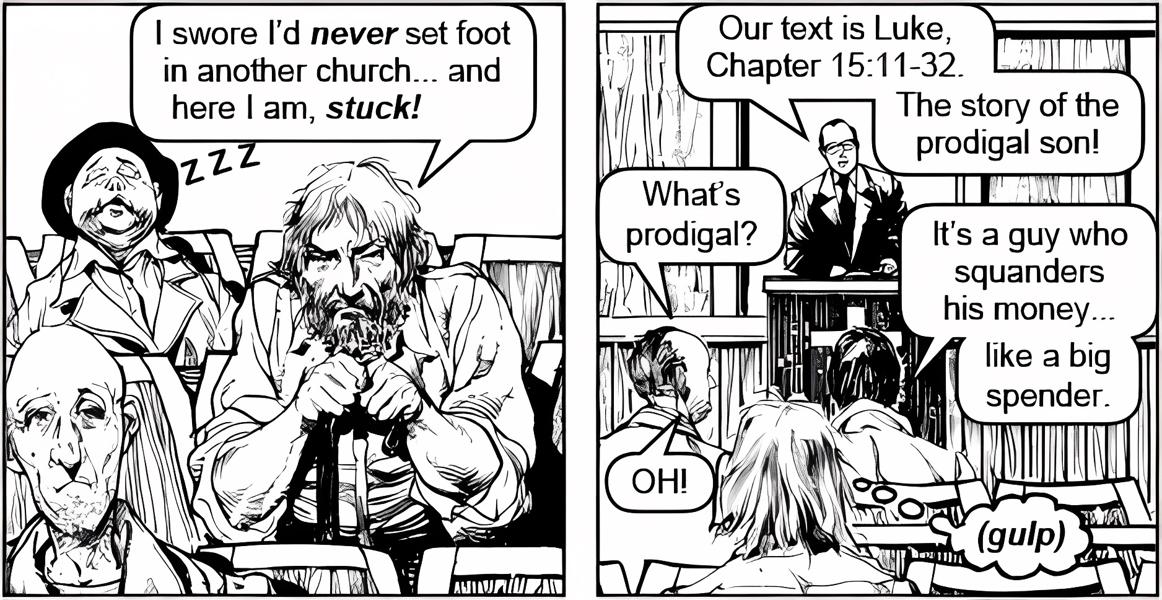 I swore I'd never set foot
in another church... and
here I am, stuck!
zzz
Our text is Luke,
Chapter 15:11-32.
The story of the
prodigal son!
What's
prodigal?
It's a guy who
squanders
his money...
like a big
spender.
OH!
(gulp)